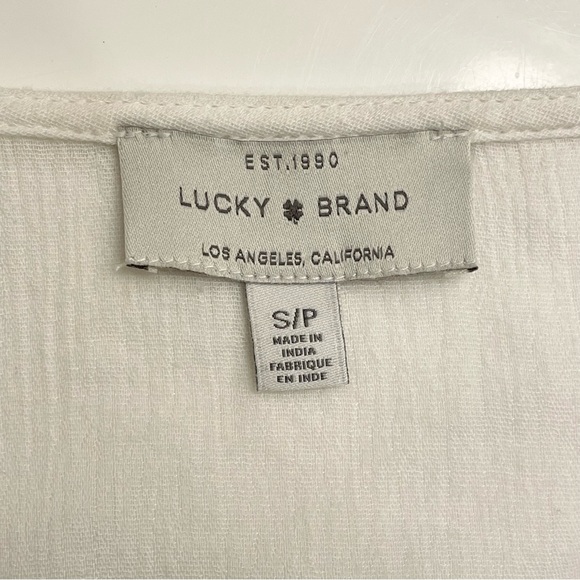 EST.1990
LUCKY BRAND
LOS ANGELES, CALIFORNIA
S/P
MADE IN
INDIA
FABRIQUE
EN INDE